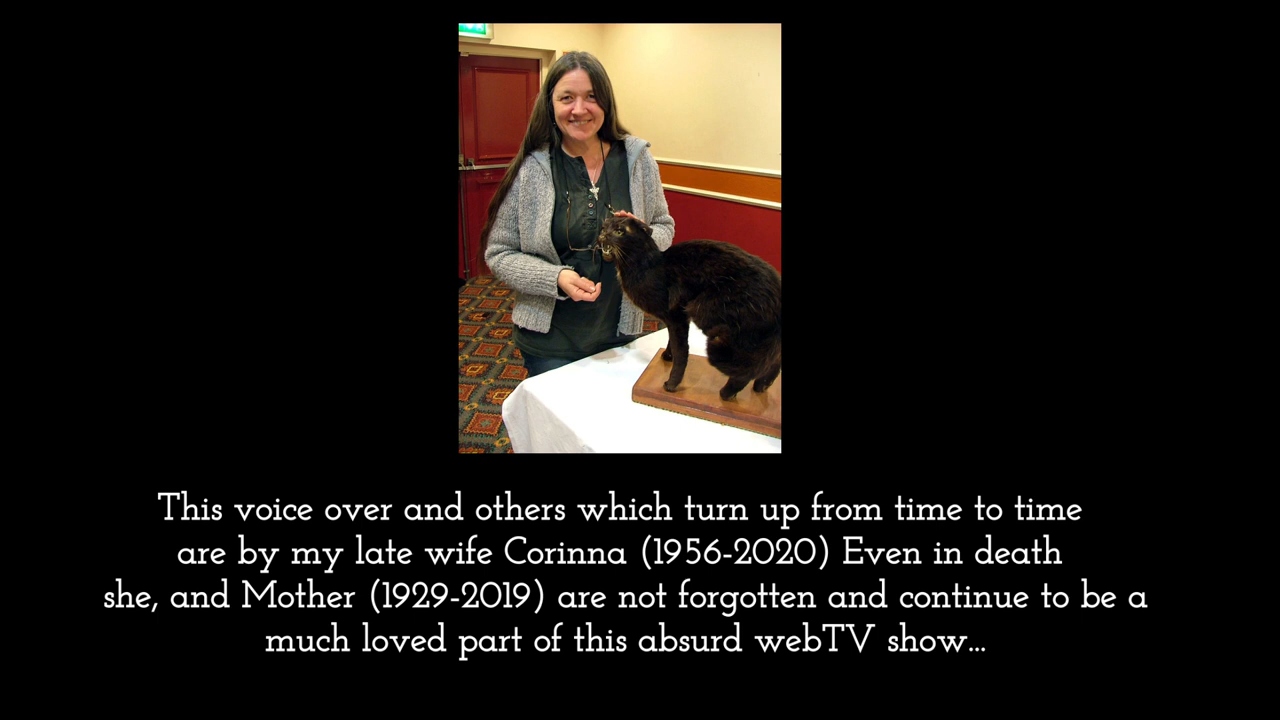 This voice over and others which turn up from time to time
are by my late wife Corinna (1956-2020) Even in death
she, and Mother (1929-2019) are not forgotten and continue to be a
much loved part of this absurd webTV show...